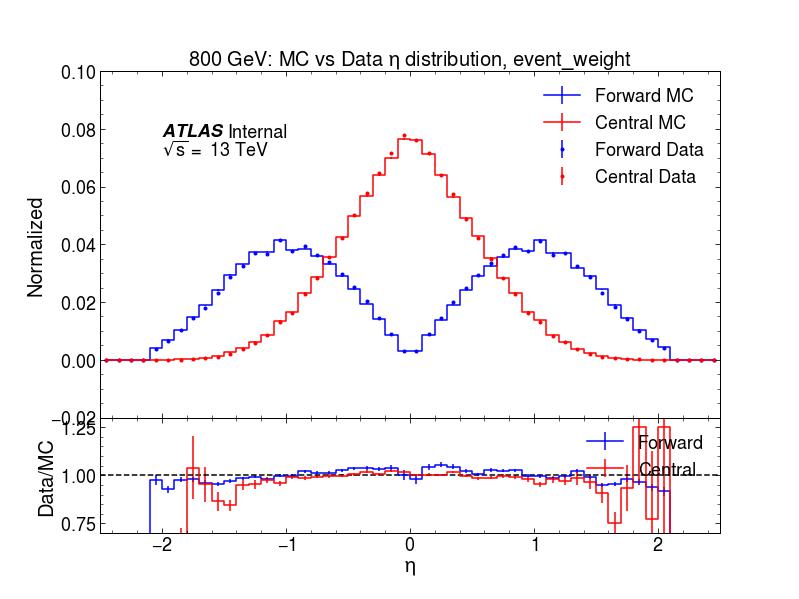 800 GeV: MC vs Data η distribution, event_weight
0.10
0.08
0.06
0.04
0.02
0.00
−0.02
Normalized
ATLAS Internal
√s = 13 TeV
Forward MC
Central MC
Forward Data
Central Data
1.25
1.00
0.75
Data/MC
Forward
Central
−2 −1 0 1 2
η